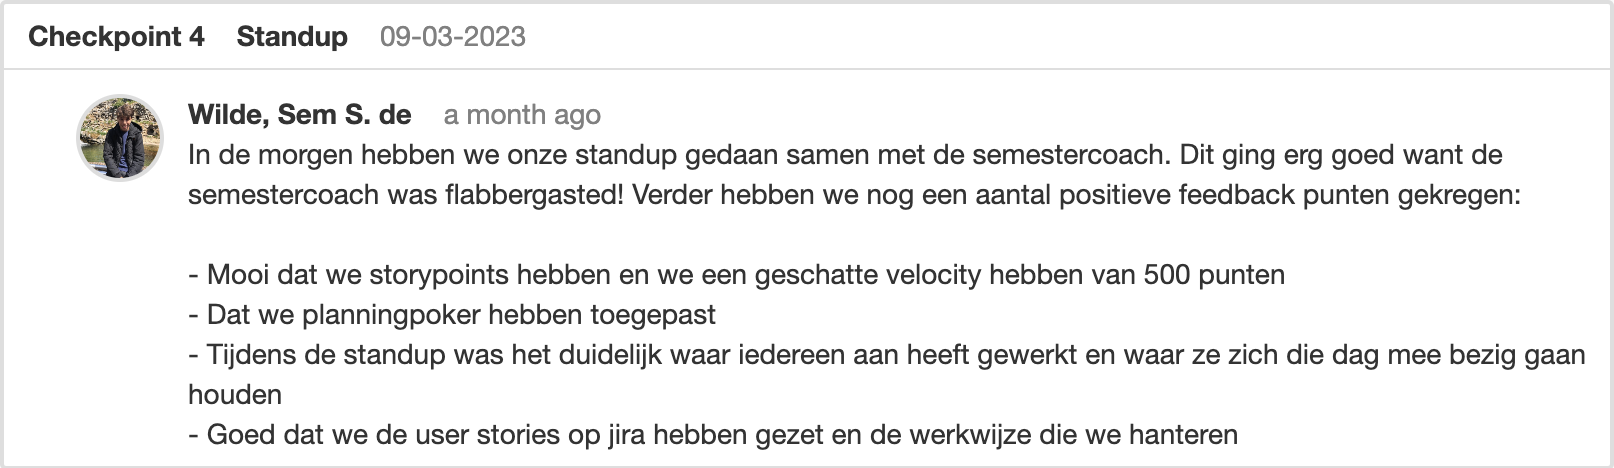 Checkpoint 4 Standup 09-03-2023
Wilde, Sem S. de a month ago
In de morgen hebben we onze standup gedaan samen met de semestercoach. Dit ging erg goed want de
semestercoach was flabbergasted! Verder hebben we nog een aantal positieve feedback punten gekregen:
- Mooi dat we storypoints hebben en we een geschatte velocity hebben van 500 punten
- Dat we planningpoker hebben toegepast
- Tijdens de standup was het duidelijk waar iedereen aan heeft gewerkt en waar ze zich die dag mee bezig gaan
houden
- Goed dat we de user stories op jira hebben gezet en de werkwijze die we hanteren